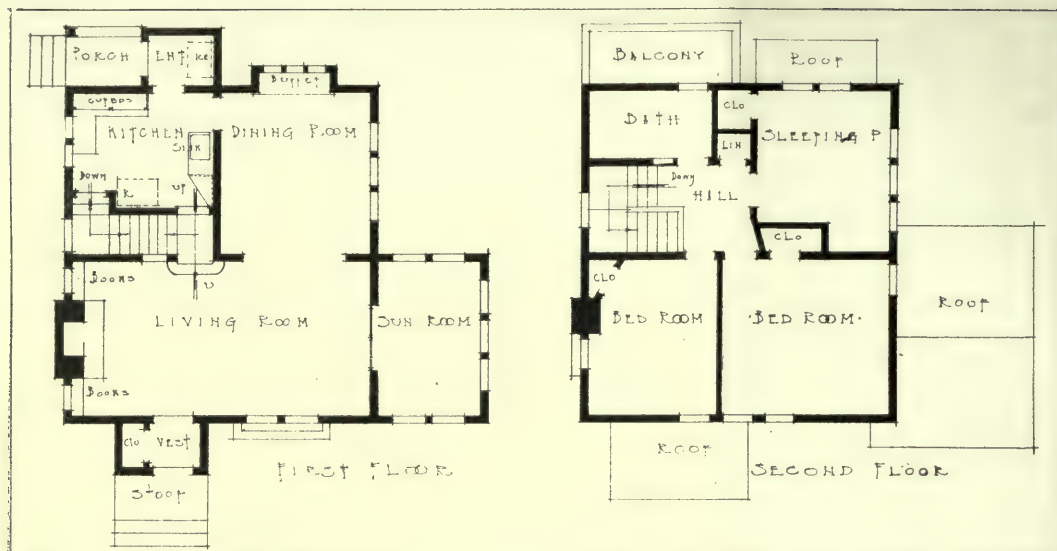 PORCH
ENT
ICE
BUFFET
CUPBDS
KITCHEN
DINING ROOM
SINK
DOWN
R
UP
BOOKS
U
LIVING ROOM
SUN ROOM
BOOKS
CLO
VEST
STOOP
FIRST FLOOR
BALCONY
ROOF
BATH
CLO
SLEEPING P
LIN
DOWN
HALL
CLO
CLO
BED ROOM
BED ROOM
ROOF
ROOF
SECOND FLOOR